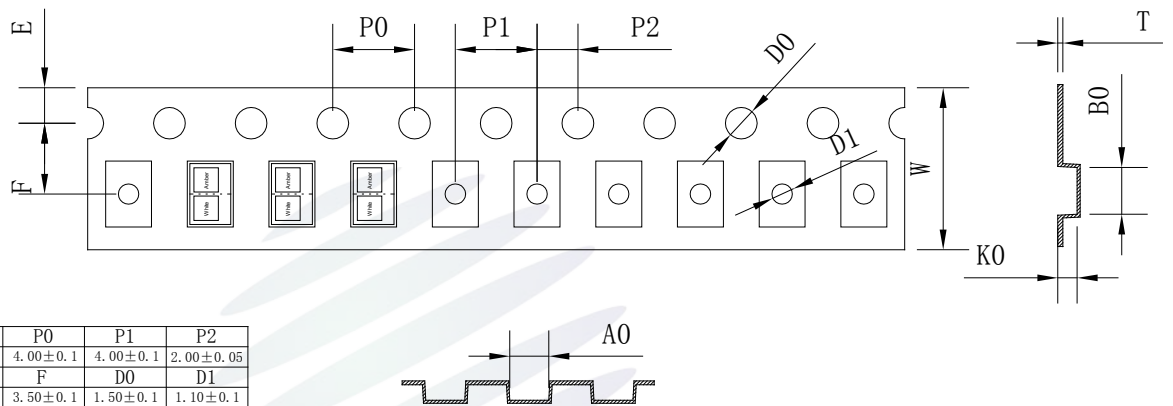 P0 P1 P2
E
D0
T
B0
D1
W
F
Amber Amber Amber
White White White
K0
A0
P0 P1 P2
4.00±0.1 4.00±0.1 2.00±0.05
F D0 D1
3.50±0.1 1.50±0.1 1.10±0.1